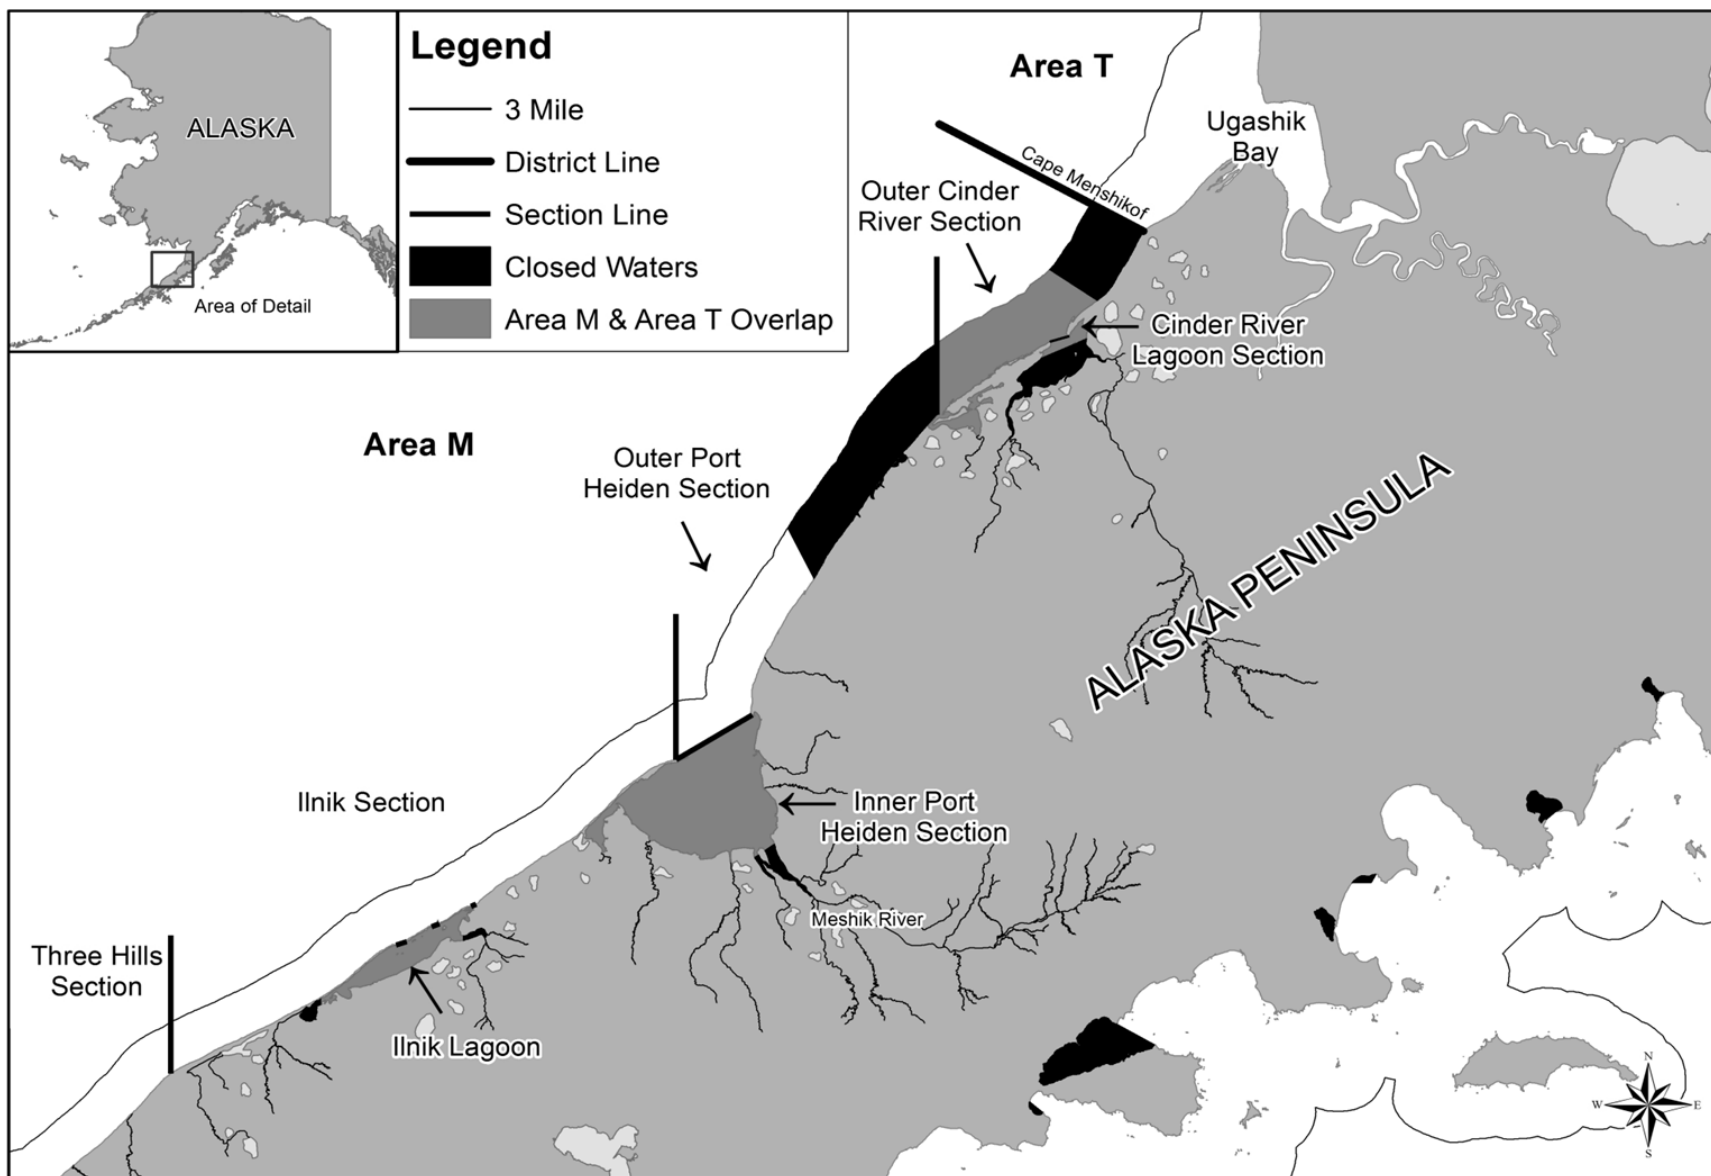 ALASKA
Area of Detail
Legend
3 Mile
District Line
Section Line
Closed Waters
Area M & Area T Overlap
Area T
Ugashik
Bay
Cape Menshikof
Outer Cinder
River Section
Cinder River
Lagoon Section
Area M
Outer Port
Heiden Section
ALASKA PENINSULA
Ilnik Section
Inner Port
Heiden Section
Meshik River
Three Hills
Section
Ilnik Lagoon
N
W
E
S